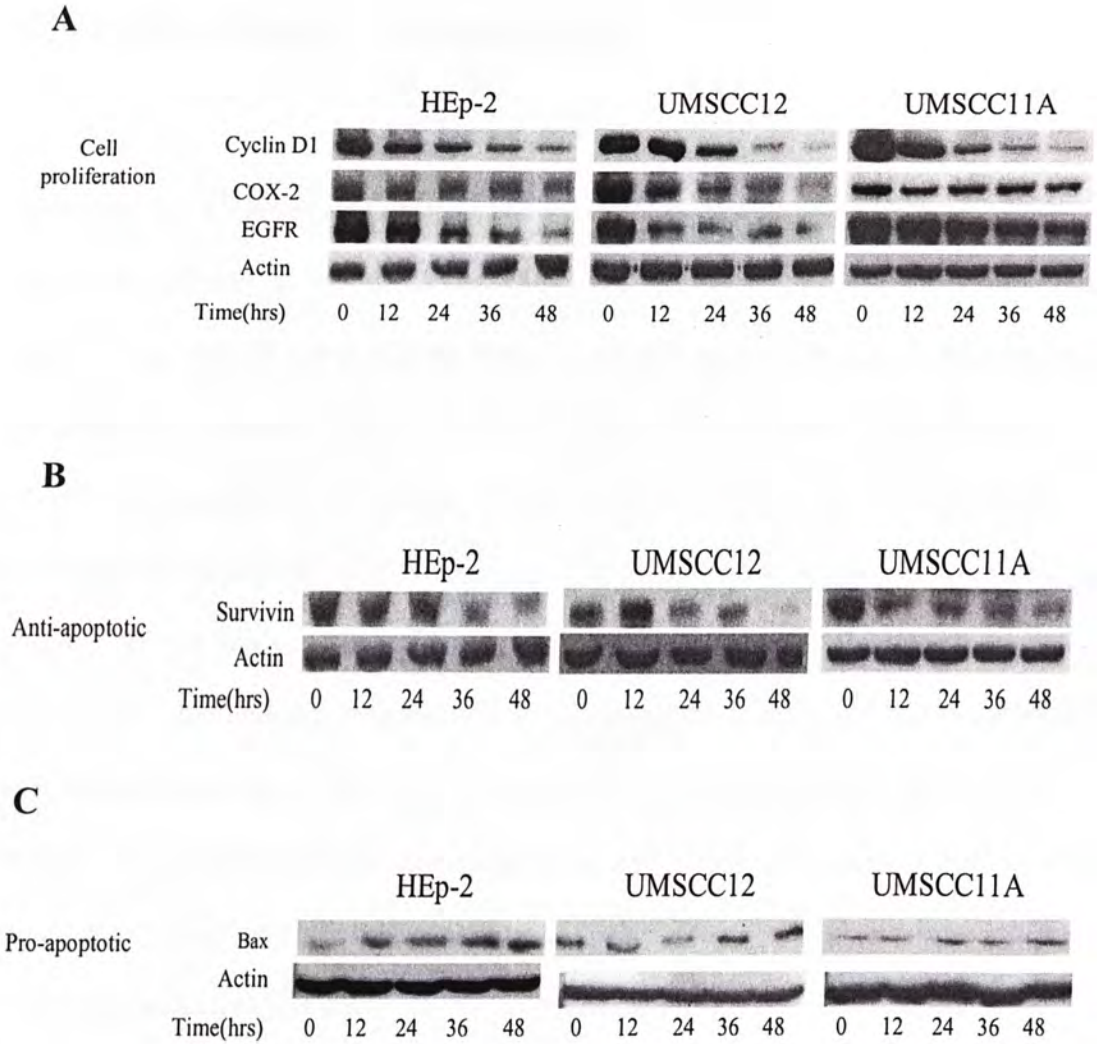 A
HEp-2 UMSCC12 UMSCC11A
Cell
proliferation
Cyclin D1
COX-2
EGFR
Actin
Time(hrs) 0 12 24 36 48 0 12 24 36 48 0 12 24 36 48
B
HEp-2 UMSCC12 UMSCC11A
Anti-apoptotic
Survivin
Actin
Time(hrs) 0 12 24 36 48 0 12 24 36 48 0 12 24 36 48
C
HEp-2 UMSCC12 UMSCC11A
Pro-apoptotic Bax
Actin
Time(hrs) 0 12 24 36 48 0 12 24 36 48 0 12 24 36 48